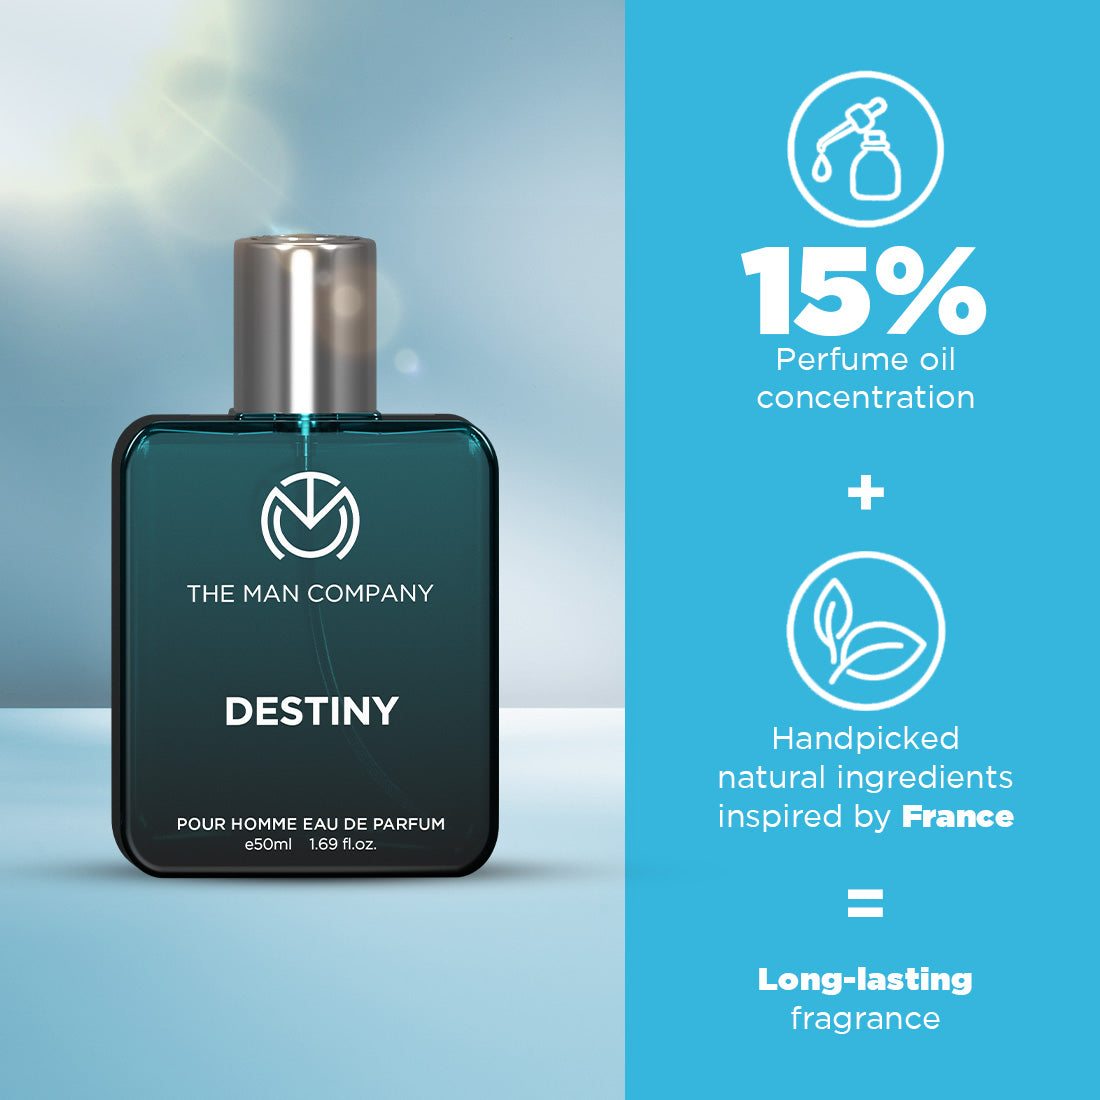 THE MAN COMPANY
DESTINY
POUR HOMME EAU DE PARFUM
e50ml 1.69 fl.oz.
15%
Perfume oil
concentration
+
Handpicked
natural ingredients
inspired by France
=
Long-lasting
fragrance